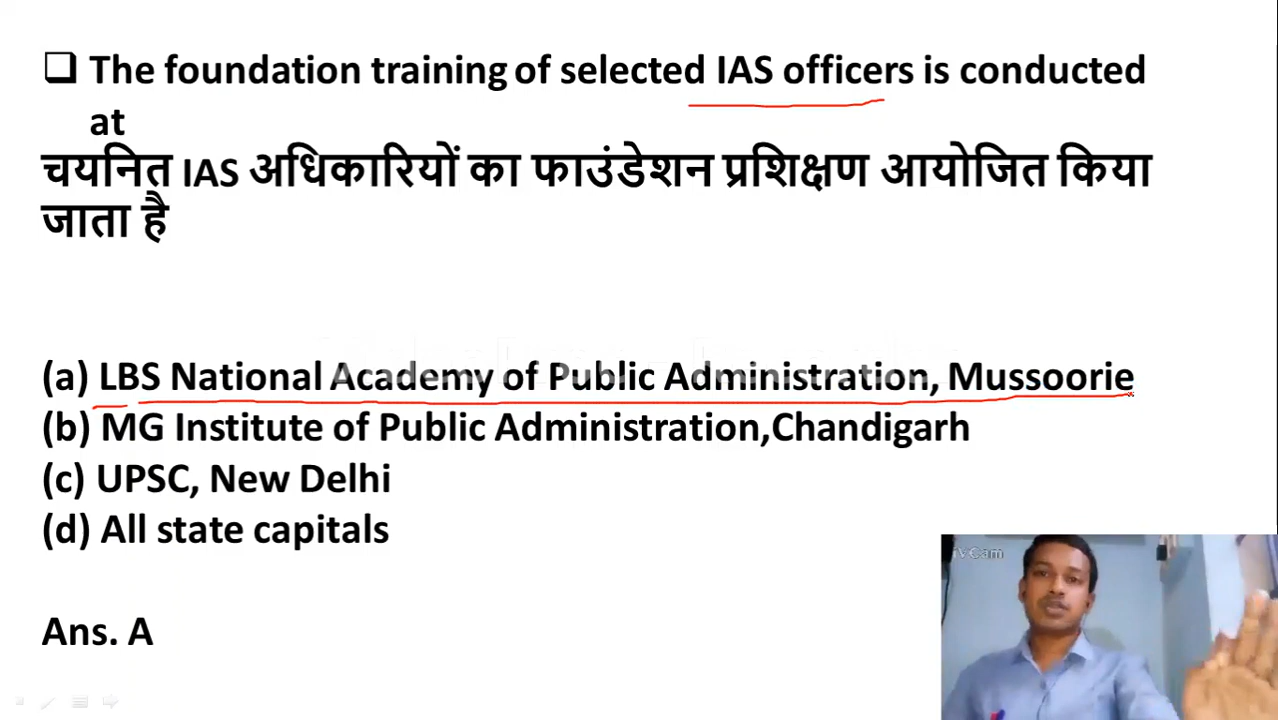 The foundation training of selected IAS officers is conducted
at
चयनित IAS अधिकारियों का फाउंडेशन प्रशिक्षण आयोजित किया
जाता है
(a) LBS National Academy of Public Administration, Mussoorie
(b) MG Institute of Public Administration,Chandigarh
(c) UPSC, New Delhi
(d) All state capitals
Ans. A
iVCam